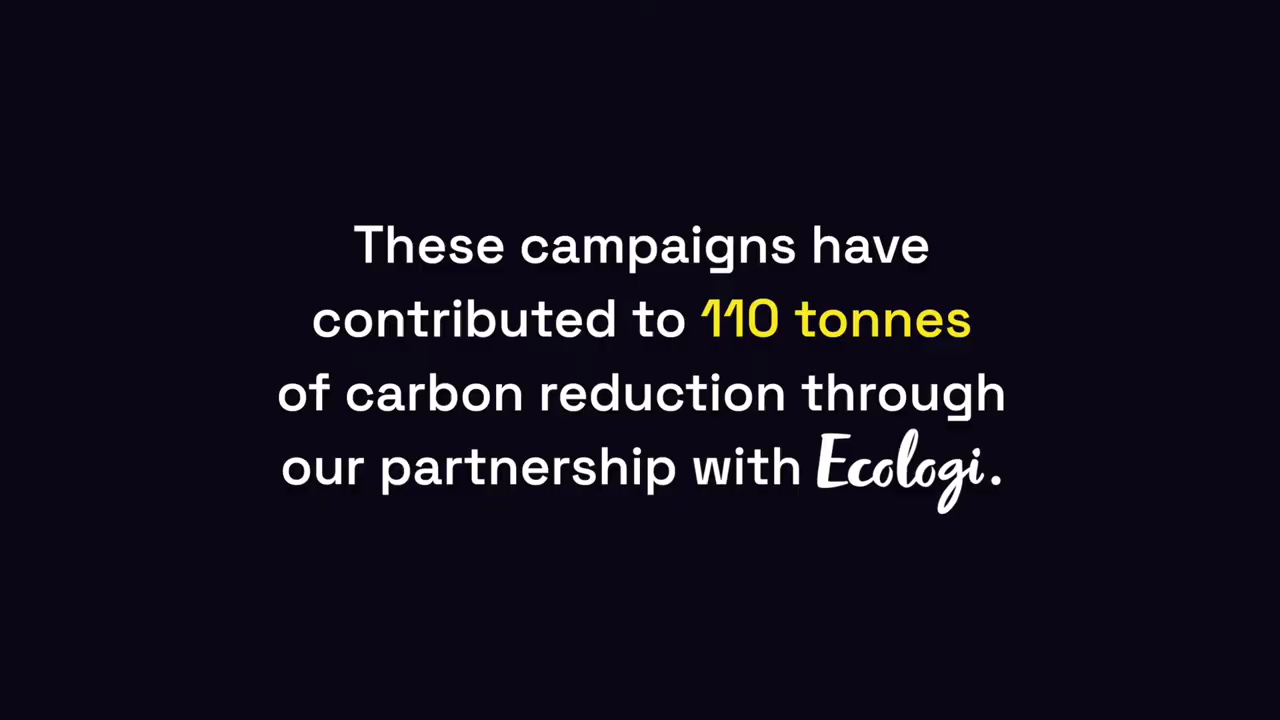 These campaigns have
contributed to 110 tonnes
of carbon reduction through
our partnership with Ecologi.